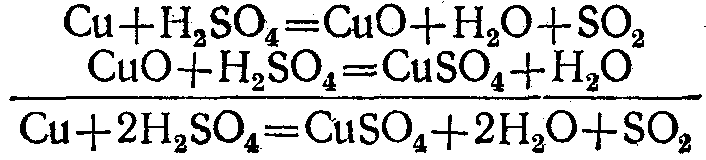 Cu+H₂SO₄=CuO+H₂O+SO₂
CuO+H₂SO₄=CuSO₄+H₂O
Cu+2H₂SO₄=CuSO₄+2H₂O+SO₂